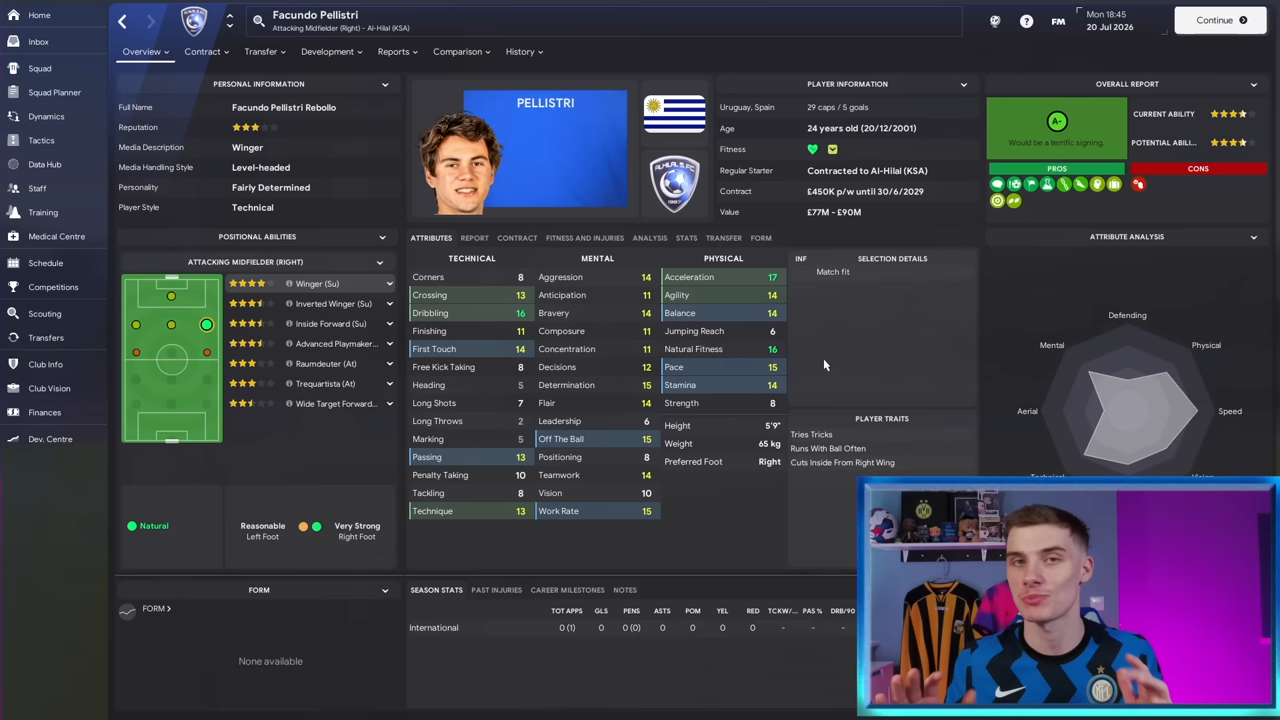 Facundo Pellistri
Attacking Midfielder (Right) - Al-Hilal (KSA)
FM
Mon 18:45
20 Jul 2026
Continue
Home
Inbox
Squad
Squad Planner
Dynamics
Tactics
Data Hub
Staff
Training
Medical Centre
Schedule
Competitions
Scouting
Transfers
Club Info
Club Vision
Finances
Dev. Centre
Overview
Contract
Transfer
Development
Reports
Comparison
History
PERSONAL INFORMATION
Full Name Facundo Pellistri Rebollo
Reputation
Media Description Winger
Media Handling Style Level-headed
Personality Fairly Determined
Player Style Technical
PELLISTRI
PLAYER INFORMATION
Uruguay, Spain 29 caps / 5 goals
Age 24 years old (20/12/2001)
Fitness
Regular Starter Contracted to Al-Hilal (KSA)
Contract £450K p/w until 30/6/2029
Value £77M - £90M
OVERALL REPORT
A-
Would be a terrific signing.
CURRENT ABILITY
POTENTIAL ABILI...
PROS CONS
POSITIONAL ABILITIES
ATTACKING MIDFIELDER (RIGHT)
Winger (Su)
Inverted Winger (Su)
Inside Forward (Su)
Advanced Playmaker...
Raumdeuter (At)
Trequartista (At)
Wide Target Forward...
Natural
Reasonable
Left Foot
Very Strong
Right Foot
ATTRIBUTES REPORT CONTRACT FITNESS AND INJURIES ANALYSIS STATS TRANSFER FORM
TECHNICAL
Corners 8
Crossing 13
Dribbling 16
Finishing 11
First Touch 14
Free Kick Taking 8
Heading 5
Long Shots 7
Long Throws 2
Marking 5
Passing 13
Penalty Taking 10
Tackling 8
Technique 13
MENTAL
Aggression 14
Anticipation 11
Bravery 14
Composure 11
Concentration 11
Decisions 12
Determination 15
Flair 14
Leadership 6
Off The Ball 15
Positioning 8
Teamwork 14
Vision 10
Work Rate 15
PHYSICAL
Acceleration 17
Agility 14
Balance 14
Jumping Reach 6
Natural Fitness 16
Pace 15
Stamina 14
Strength 8
Height 5'9"
Weight 65 kg
Preferred Foot Right
INF SELECTION DETAILS
Match fit
PLAYER TRAITS
Tries Tricks
Runs With Ball Often
Cuts Inside From Right Wing
ATTRIBUTE ANALYSIS
Defending
Mental
Physical
Aerial
Speed
Technical
Vision
FORM
FORM
None available
SEASON STATS PAST INJURIES CAREER MILESTONES NOTES
TOT APPS GLS PENS ASTS POM YEL RED TCKW/... PAS % DRB/90
International 0 (1) 0 0 (0) 0 0 0 0 - - -